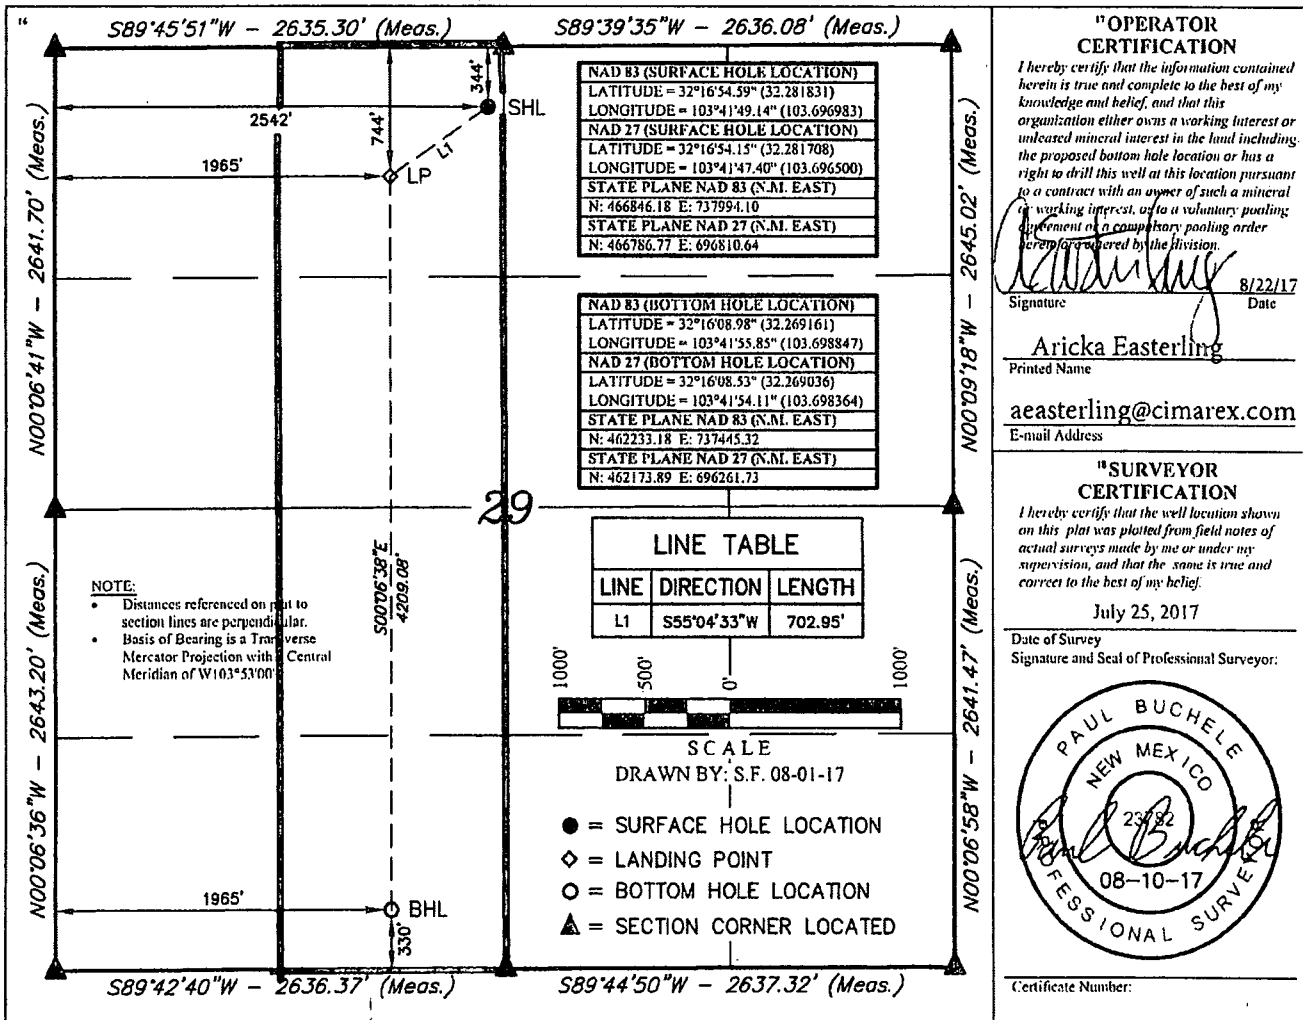 16
S89°45'51"W – 2635.30' (Meas.)
S89°39'35"W – 2636.08' (Meas.)
N00°06'41"W – 2641.70' (Meas.)
N00°06'36"W – 2643.20' (Meas.)
344'
SHL
2542'
744'
L1
1965'
LP
NAD 83 (SURFACE HOLE LOCATION)
LATITUDE = 32°16'54.59" (32.281831)
LONGITUDE = 103°41'49.14" (103.696983)
NAD 27 (SURFACE HOLE LOCATION)
LATITUDE = 32°16'54.15" (32.281708)
LONGITUDE = 103°41'47.40" (103.696500)
STATE PLANE NAD 83 (N.M. EAST)
N: 466846.18 E: 737994.10
STATE PLANE NAD 27 (N.M. EAST)
N: 466786.77 E: 696810.64
NAD 83 (BOTTOM HOLE LOCATION)
LATITUDE = 32°16'08.98" (32.269161)
LONGITUDE = 103°41'55.85" (103.698847)
NAD 27 (BOTTOM HOLE LOCATION)
LATITUDE = 32°16'08.53" (32.269036)
LONGITUDE = 103°41'54.11" (103.698364)
STATE PLANE NAD 83 (N.M. EAST)
N: 462233.18 E: 737445.32
STATE PLANE NAD 27 (N.M. EAST)
N: 462173.89 E: 696261.73
29
S00°06'38"E
4209.08'
NOTE:
• Distances referenced on plat to
section lines are perpendicular.
• Basis of Bearing is a Transverse
Mercator Projection with a Central
Meridian of W103°53'00"
LINE TABLE
LINE DIRECTION LENGTH
L1 S55°04'33"W 702.95'
1000' 500' 0' 1000'
SCALE
DRAWN BY: S.F. 08-01-17
● = SURFACE HOLE LOCATION
◇ = LANDING POINT
○ = BOTTOM HOLE LOCATION
▲ = SECTION CORNER LOCATED
1965'
BHL
330'
S89°42'40"W – 2636.37' (Meas.)
S89°44'50"W – 2637.32' (Meas.)
N00°09'18"W – 2645.02' (Meas.)
N00°06'58"W – 2641.47' (Meas.)
17 OPERATOR
CERTIFICATION
I hereby certify that the information contained
herein is true and complete to the best of my
knowledge and belief, and that this
organization either owns a working interest or
unleased mineral interest in the land including
the proposed bottom hole location or has a
right to drill this well at this location pursuant
to a contract with an owner of such a mineral
or working interest, or to a voluntary pooling
agreement or a compulsory pooling order
heretofore entered by the division.
AEasterling
8/22/17
Signature Date
Aricka Easterling
Printed Name
aeasterling@cimarex.com
E-mail Address
18 SURVEYOR
CERTIFICATION
I hereby certify that the well location shown
on this plat was plotted from field notes of
actual surveys made by me or under my
supervision, and that the same is true and
correct to the best of my belief.
July 25, 2017
Date of Survey
Signature and Seal of Professional Surveyor:
PAUL BUCHELE
NEW MEXICO
23782
Paul Buchele
08-10-17
PROFESSIONAL SURVEYOR
Certificate Number: